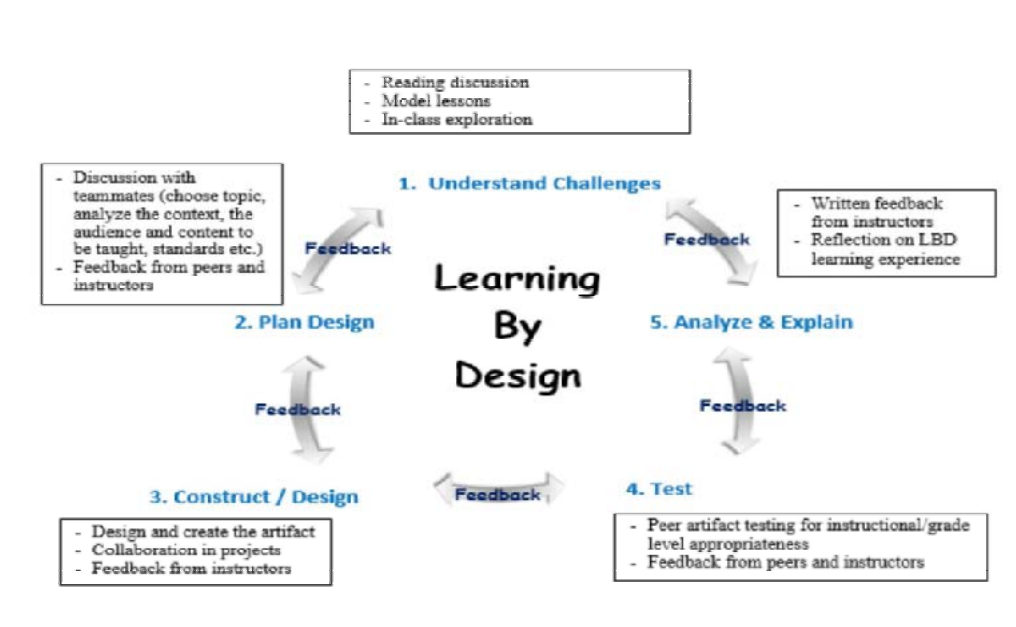 - Reading discussion
- Model lessons
- In-class exploration
1. Understand Challenges
- Discussion with
teammates (choose topic,
analyze the context, the
audience and content to
be taught, standards etc.)
- Feedback from peers and
instructors
- Written feedback
from instructors
- Reflection on LBD
learning experience
Feedback
Feedback
Learning
By
Design
2. Plan Design
5. Analyze & Explain
Feedback
Feedback
3. Construct / Design
Feedback
4. Test
- Design and create the artifact
- Collaboration in projects
- Feedback from instructors
- Peer artifact testing for instructional/grade
level appropriateness
- Feedback from peers and instructors